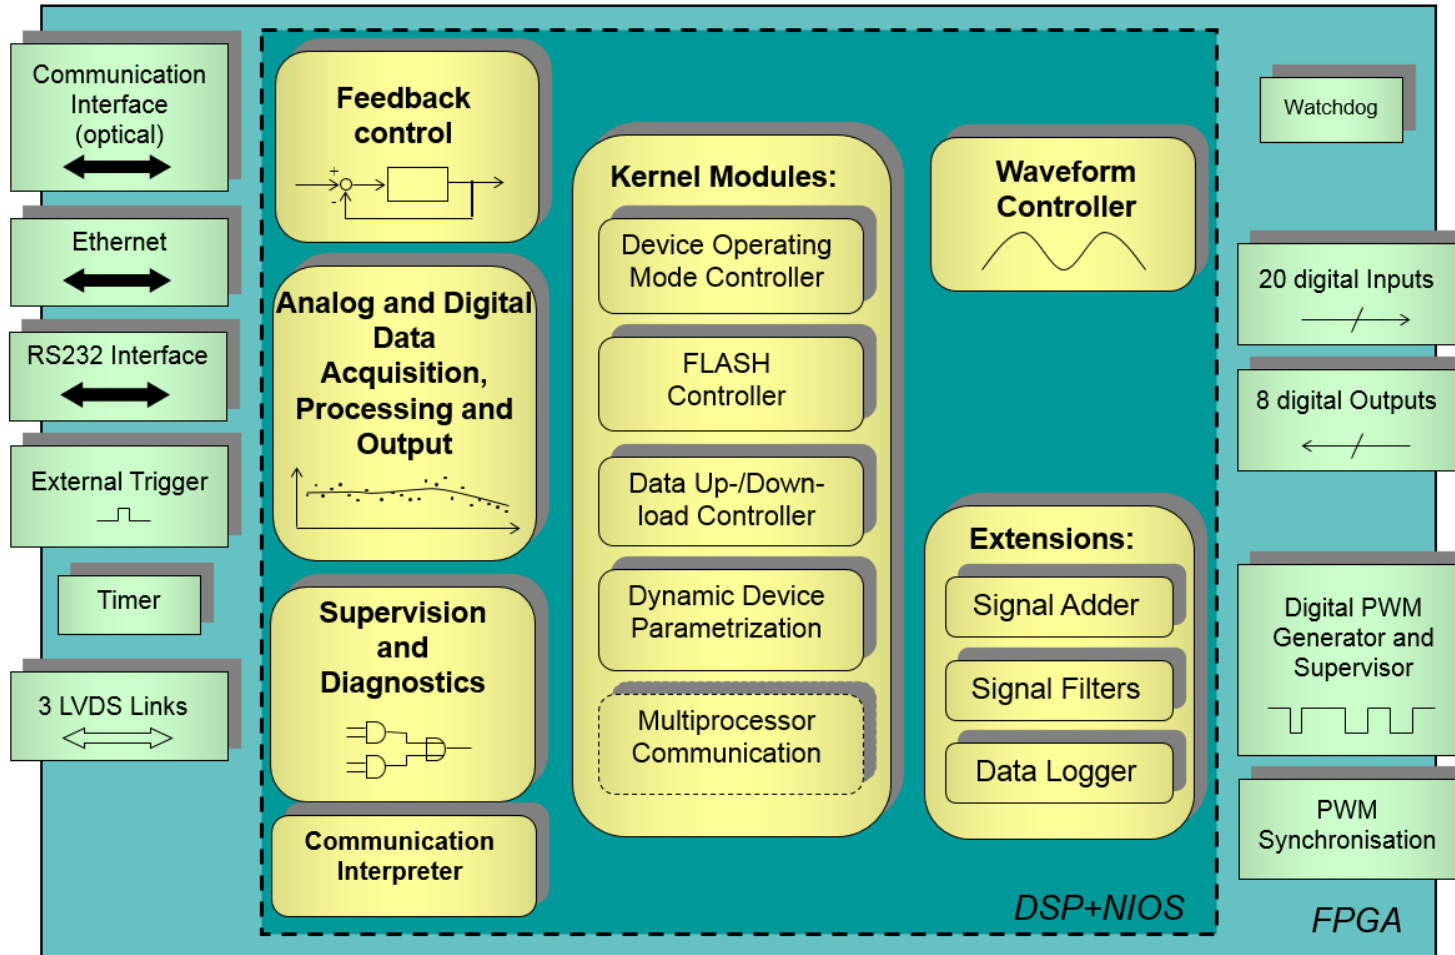 Communication
Interface
(optical)
Ethernet
RS232 Interface
External Trigger
Timer
3 LVDS Links
Feedback
control
+
-
Analog and Digital
Data
Acquisition,
Processing and
Output
Supervision
and
Diagnostics
Communication
Interpreter
Kernel Modules:
Device Operating
Mode Controller
FLASH
Controller
Data Up-/Down-
load Controller
Dynamic Device
Parametrization
Multiprocessor
Communication
Waveform
Controller
Extensions:
Signal Adder
Signal Filters
Data Logger
DSP+NIOS
Watchdog
20 digital Inputs
8 digital Outputs
Digital PWM
Generator and
Supervisor
PWM
Synchronisation
FPGA